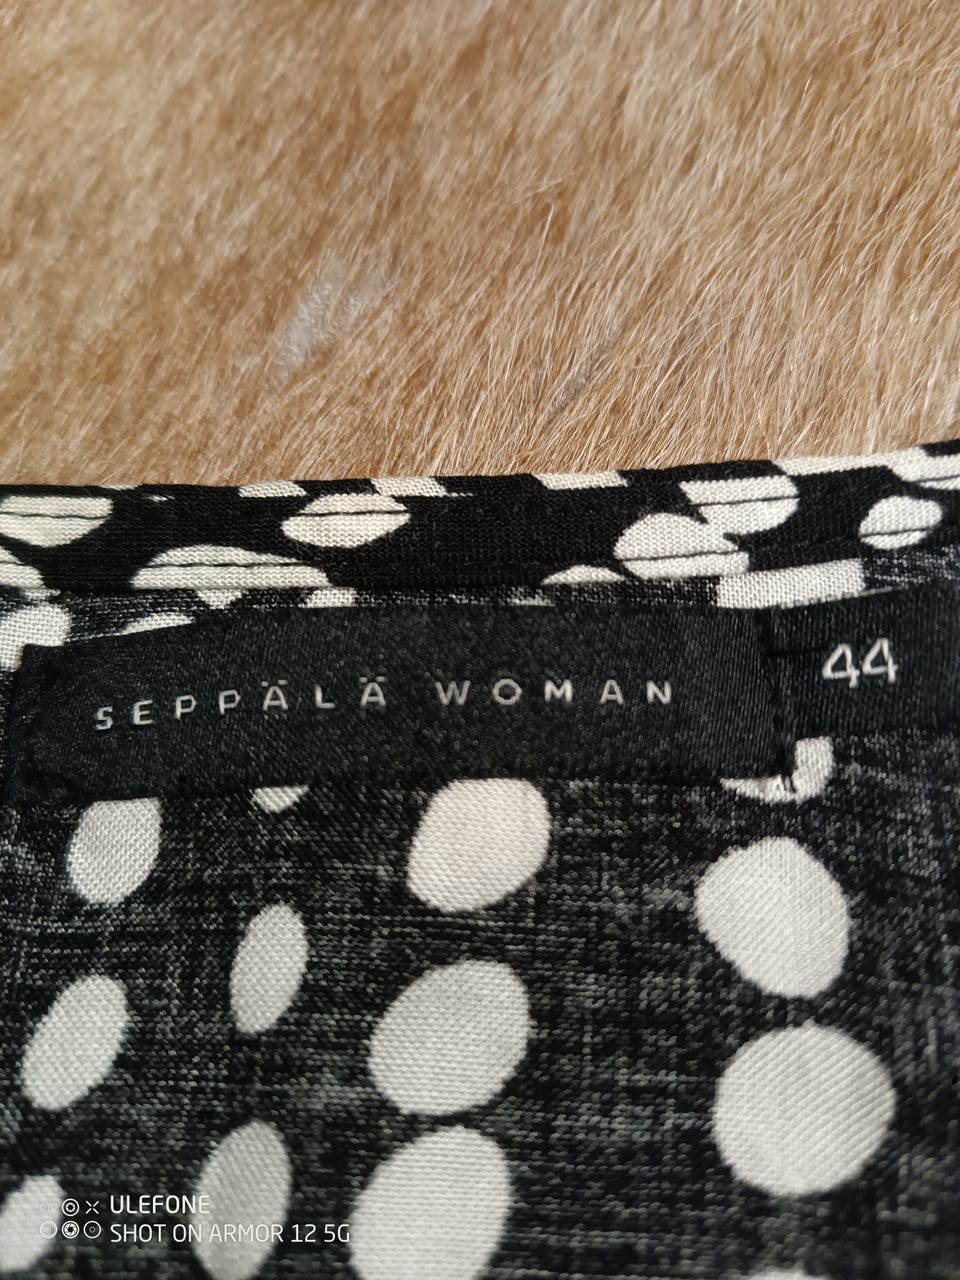 SEPPÄLÄ WOMAN
44
ULEFONE
SHOT ON ARMOR 12 5G